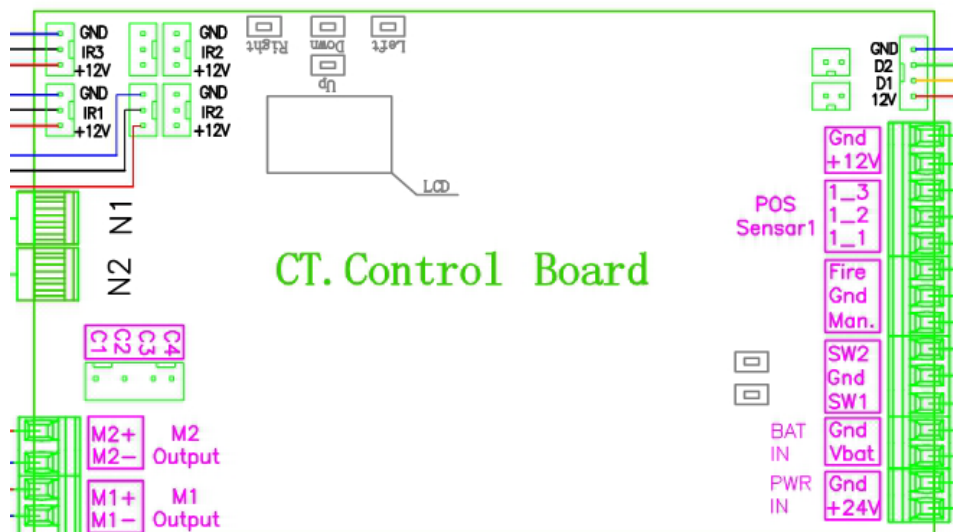 GND
IR3
+12V
GND
IR2
+12V
Right
Down
Left
Up
GND
D2
D1
12V
GND
IR1
+12V
GND
IR2
+12V
LCD
Gnd
+12V
POS
Sensar1
1_3
1_2
1_1
N1
N2
CT.Control Board
Fire
Gnd
Man.
C1 C2 C3 C4
SW2
Gnd
SW1
M2+
M2-
M2
Output
BAT
IN
Gnd
Vbat
M1+
M1-
M1
Output
PWR
IN
Gnd
+24V